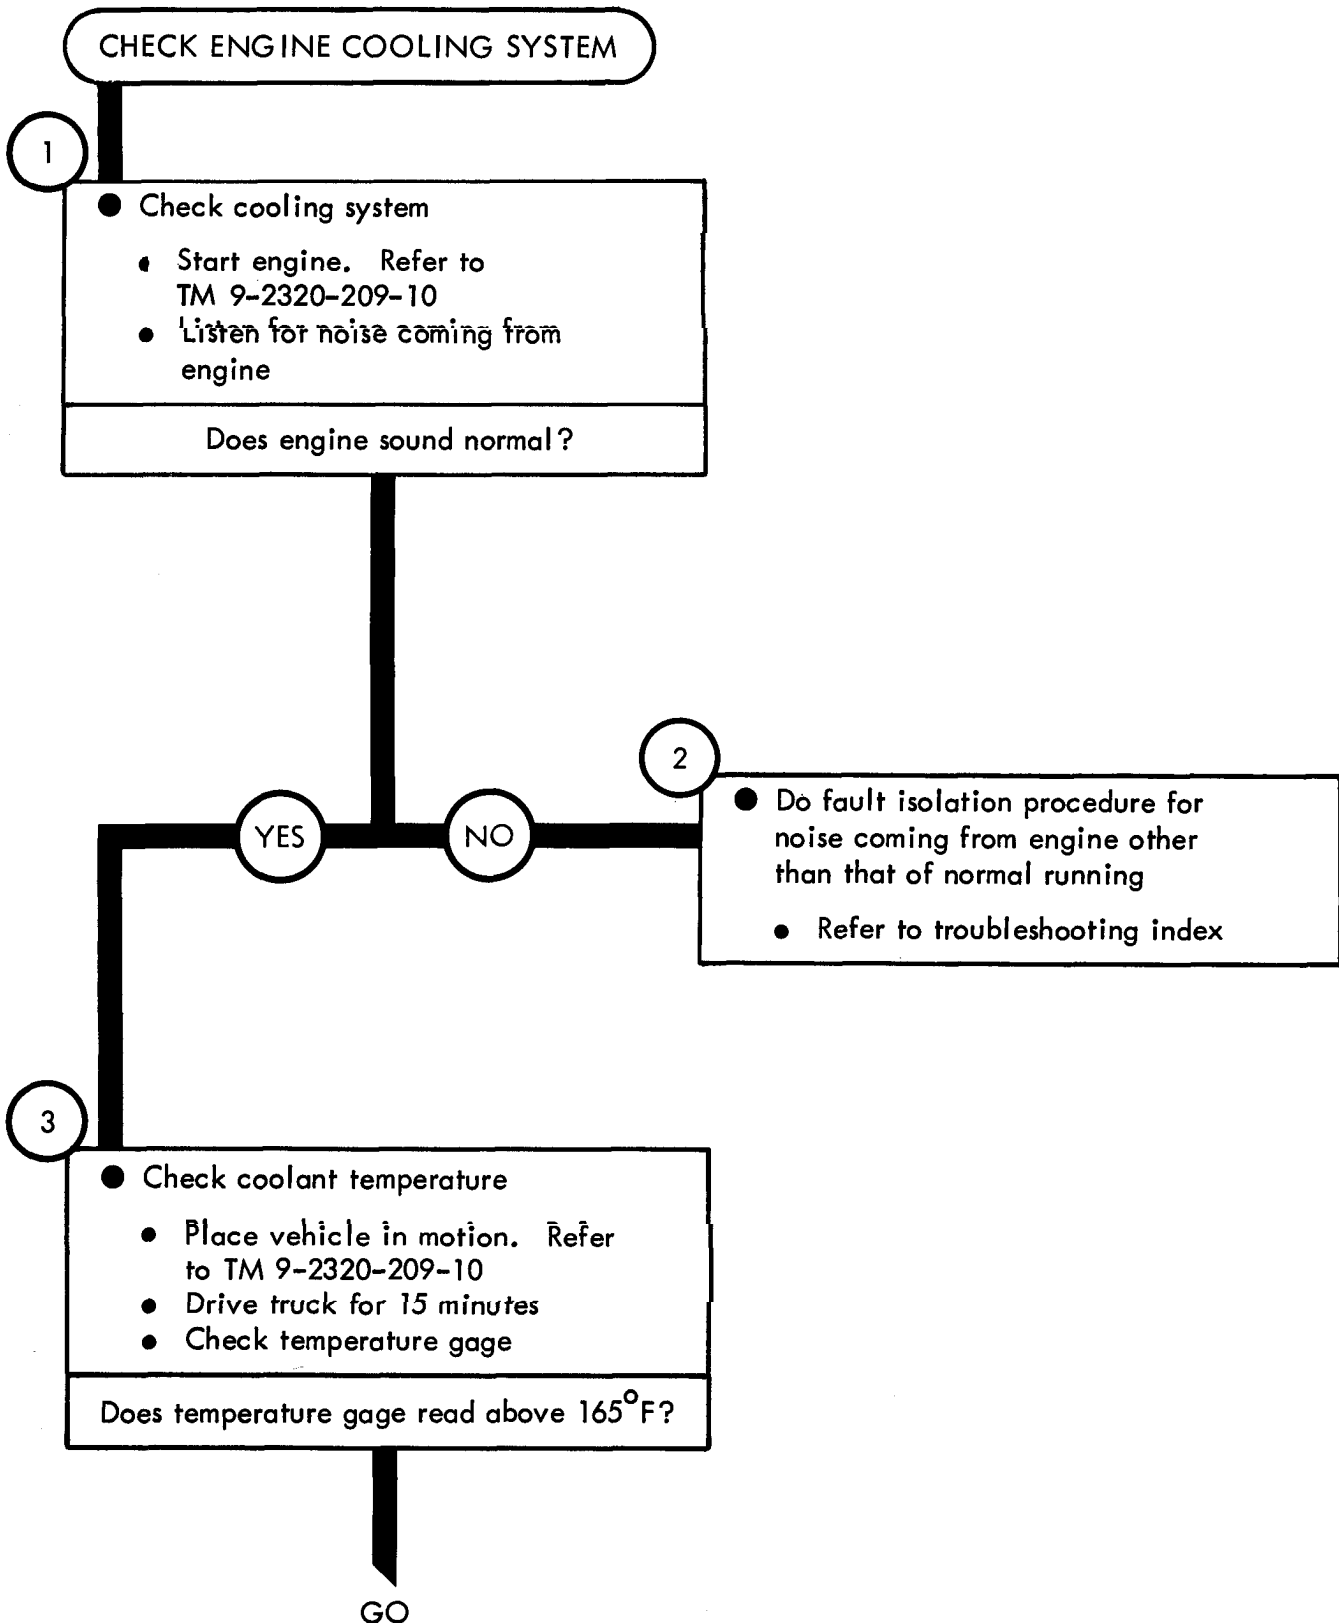 CHECK ENGINE COOLING SYSTEM
1
● Check cooling system
● Start engine. Refer to
TM 9-2320-209-10
● Listen for noise coming from
engine
Does engine sound normal?
2
● Do fault isolation procedure for
noise coming from engine other
than that of normal running
● Refer to troubleshooting index
YES
NO
3
● Check coolant temperature
● Place vehicle in motion. Refer
to TM 9-2320-209-10
● Drive truck for 15 minutes
● Check temperature gage
Does temperature gage read above 165°F?
GO